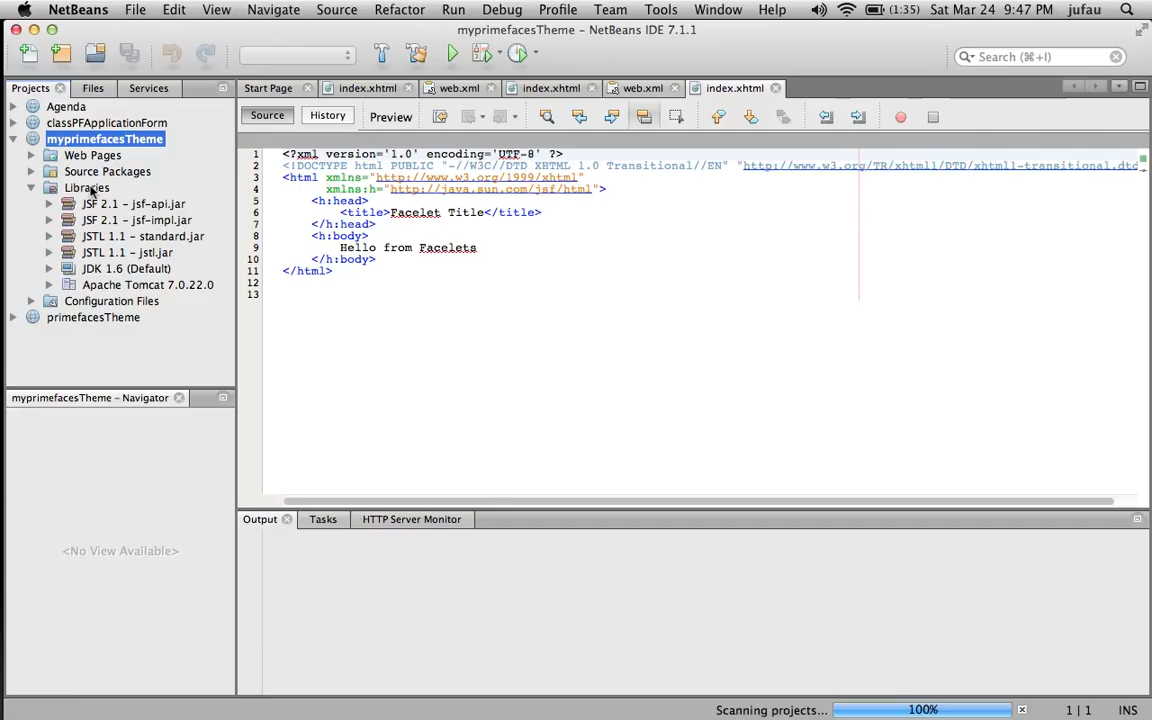 NetBeans File Edit View Navigate Source Refactor Run Debug Profile Team Tools Window Help (1:35) Sat Mar 24 9:47 PM jufau
myprimefacesTheme – NetBeans IDE 7.1.1
Search (⌘+I)
Projects Files Services
Start Page index.xhtml web.xml index.xhtml web.xml index.xhtml
Agenda
classPFApplicationForm
myprimefacesTheme
Web Pages
Source Packages
Libraries
JSF 2.1 – jsf-api.jar
JSF 2.1 – jsf-impl.jar
JSTL 1.1 – standard.jar
JSTL 1.1 – jstl.jar
JDK 1.6 (Default)
Apache Tomcat 7.0.22.0
Configuration Files
primefacesTheme
Source History Preview
1 <?xml version='1.0' encoding='UTF-8' ?>
2 <!DOCTYPE html PUBLIC "-//W3C//DTD XHTML 1.0 Transitional//EN" "http://www.w3.org/TR/xhtml1/DTD/xhtml1-transitional.dtd
3 <html xmlns="http://www.w3.org/1999/xhtml"
4 xmlns:h="http://java.sun.com/jsf/html">
5 <h:head>
6 <title>Facelet Title</title>
7 </h:head>
8 <h:body>
9 Hello from Facelets
10 </h:body>
11 </html>
12
13
myprimefacesTheme – Navigator
<No View Available>
Output Tasks HTTP Server Monitor
Scanning projects... 100% 1 | 1 INS